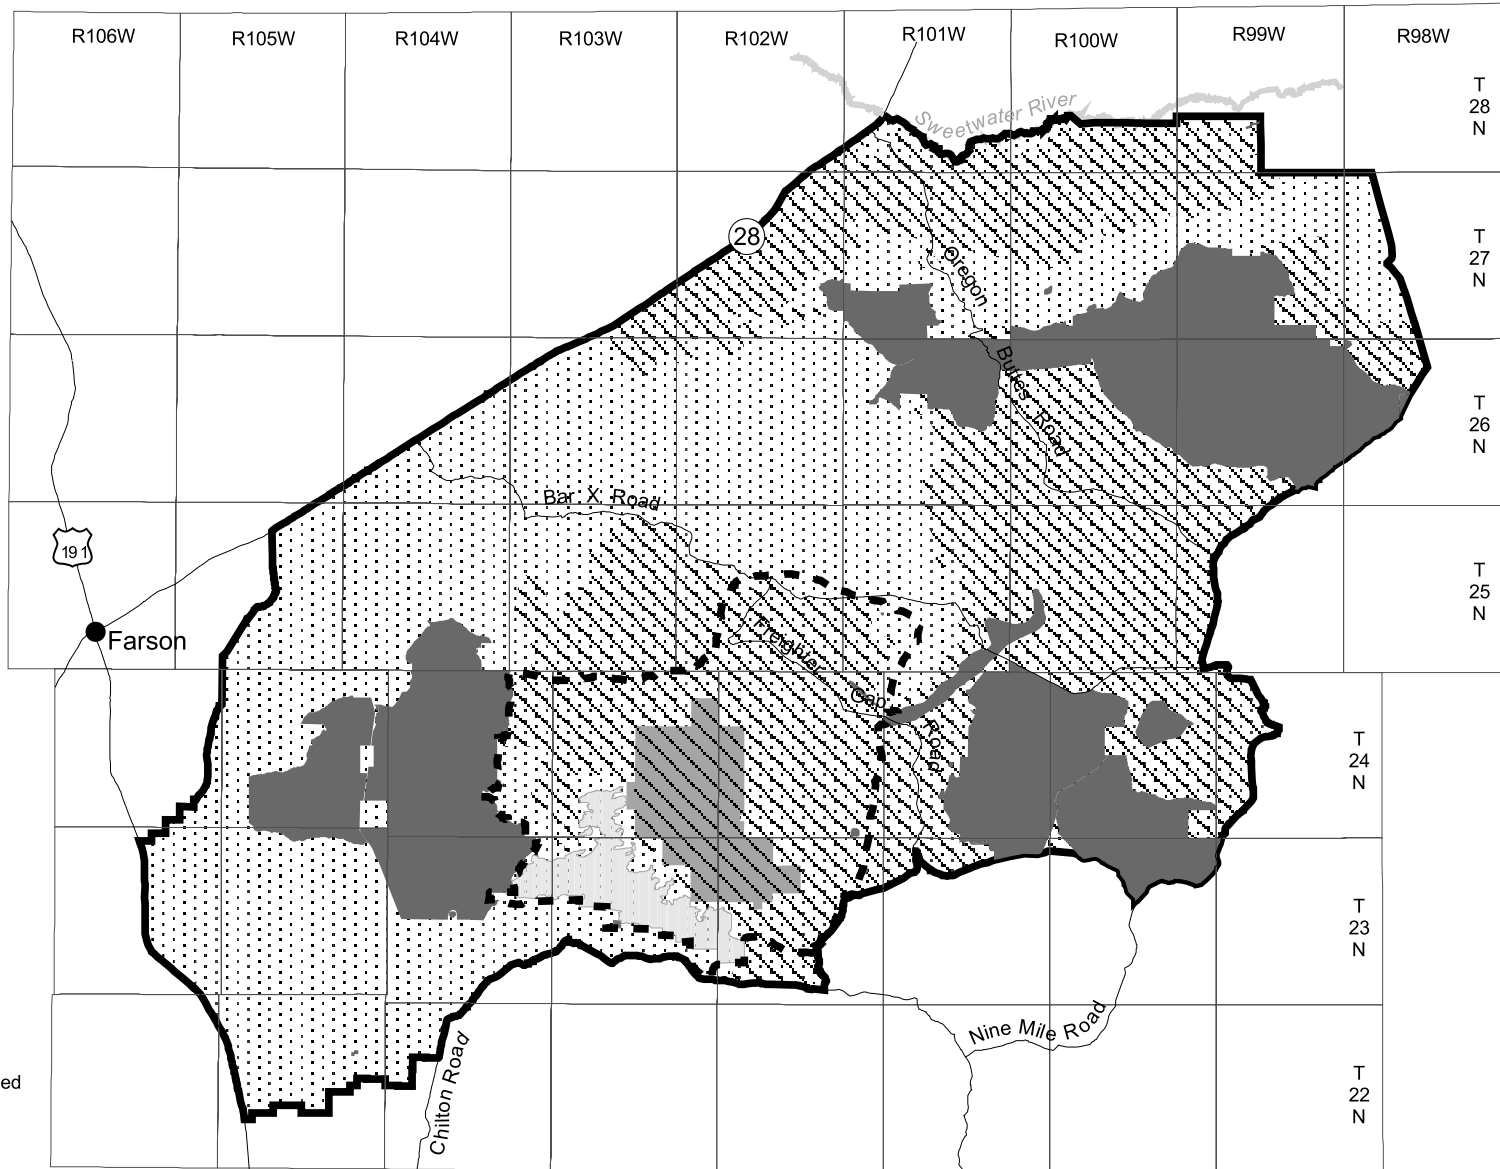 R106W
R105W
R104W
R103W
R102W
R101W
R100W
R99W
R98W
T
28
N
Sweetwater River
28
T
27
N
Oregon
Buttes Road
T
26
N
Bar X Road
191
T
25
N
Farson
Freighter
Gap
Road
T
24
N
T
23
N
Nine Mile Road
Chilton Road
ed
T
22
N